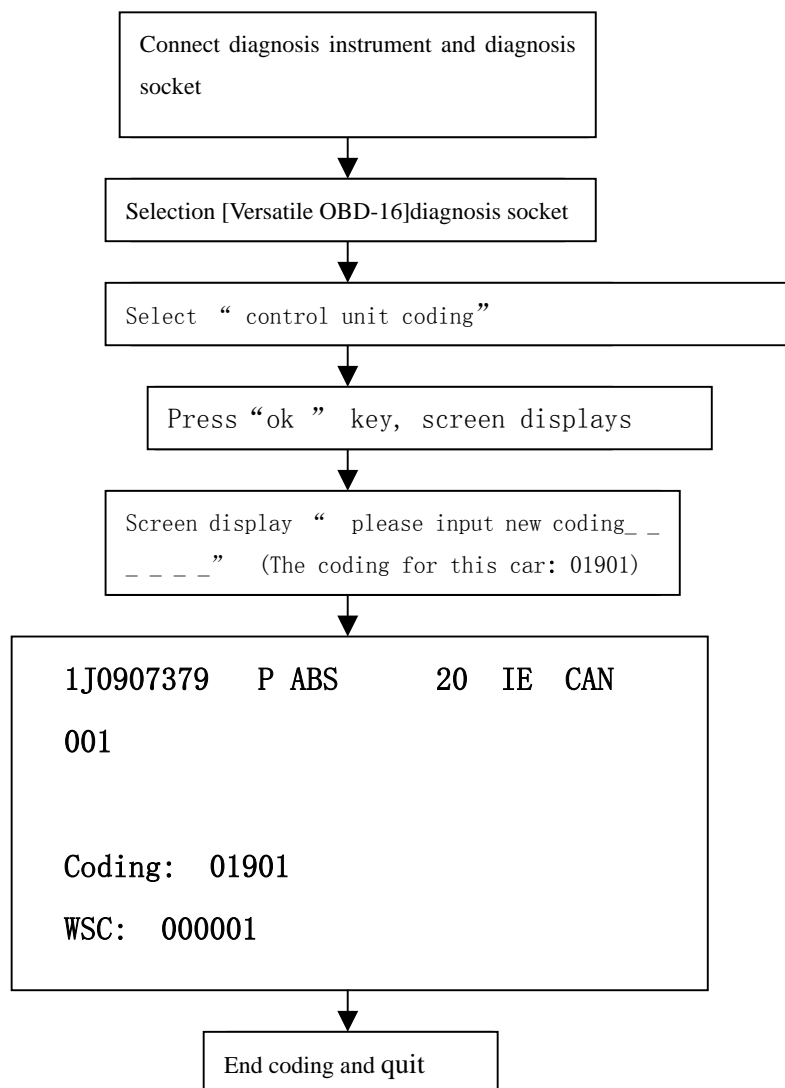 Connect diagnosis instrument and diagnosis
socket
Selection [Versatile OBD-16]diagnosis socket
Select “ control unit coding”
Press “ok ” key, screen displays
Screen display “ please input new coding_ _
_ _ _ _” (The coding for this car: 01901)
1J0907379 P ABS 20 IE CAN
001
Coding: 01901
WSC: 000001
End coding and quit